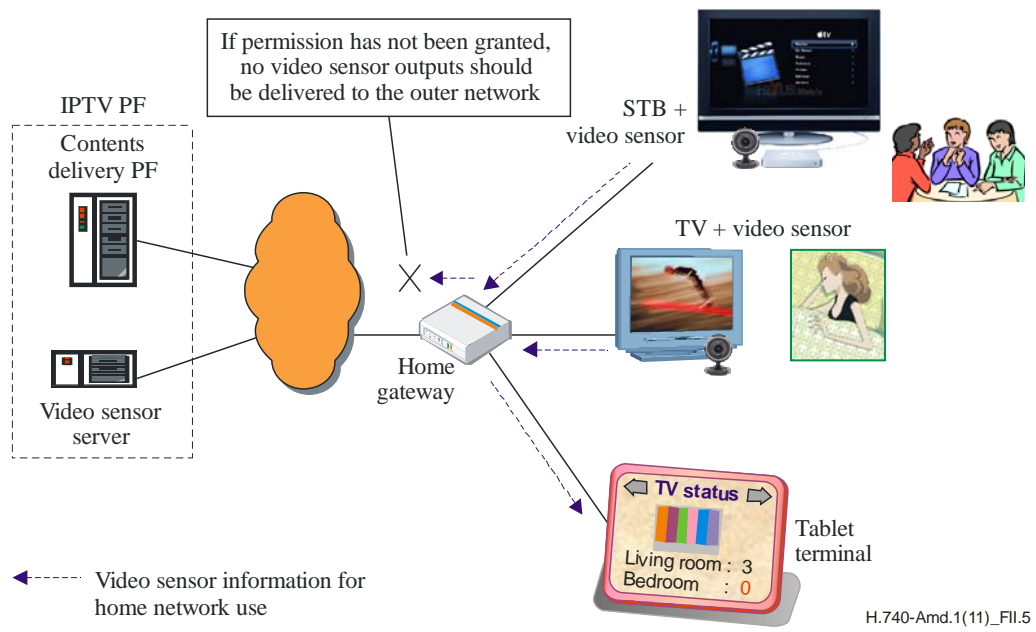 If permission has not been granted,
no video sensor outputs should
be delivered to the outer network
IPTV PF
Contents
delivery PF
Video sensor
server
STB +
video sensor
tv
TV + video sensor
Home
gateway
TV status
Living room : 3
Bedroom : 0
Tablet
terminal
Video sensor information for
home network use
H.740-Amd.1(11)_FII.5